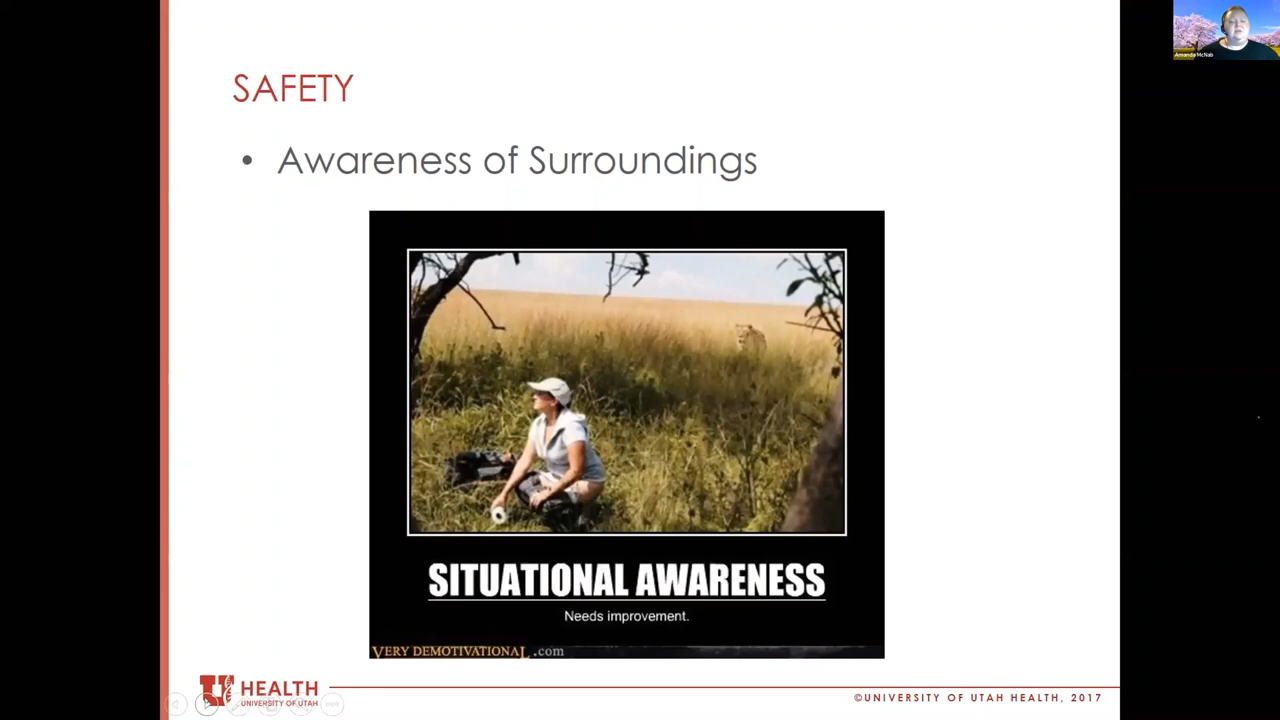 Amanda McNab
SAFETY
• Awareness of Surroundings
SITUATIONAL AWARENESS
Needs improvement.
VERY DEMOTIVATIONAL .com
U HEALTH
UNIVERSITY OF UTAH
©UNIVERSITY OF UTAH HEALTH, 2017